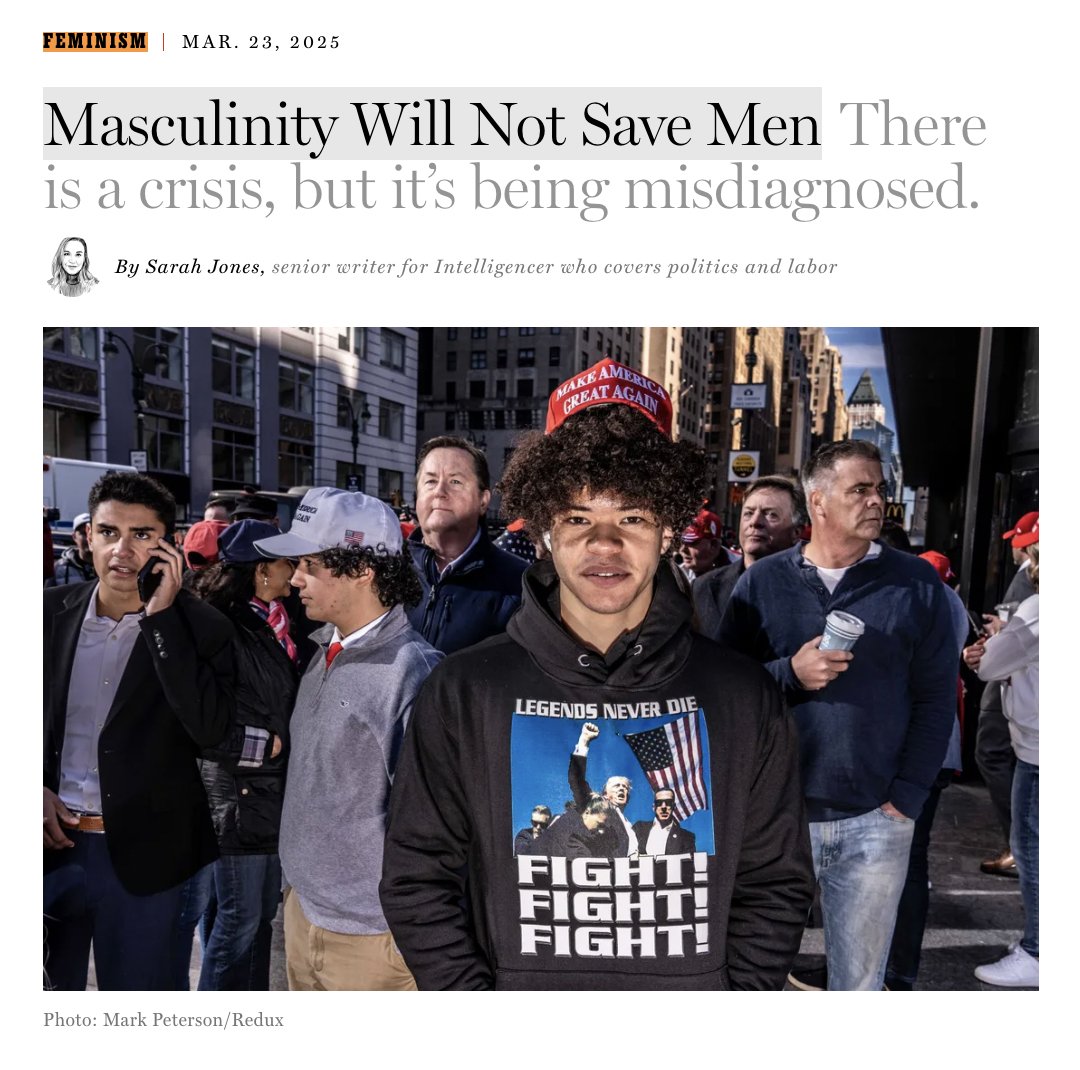 FEMINISM | MAR. 23, 2025
Masculinity Will Not Save Men There
is a crisis, but it’s being misdiagnosed.
By Sarah Jones, senior writer for Intelligencer who covers politics and labor
MAKE AMERICA
GREAT AGAIN
AGAIN
LEGENDS NEVER DIE
FIGHT!
FIGHT!
FIGHT!
Photo: Mark Peterson/Redux